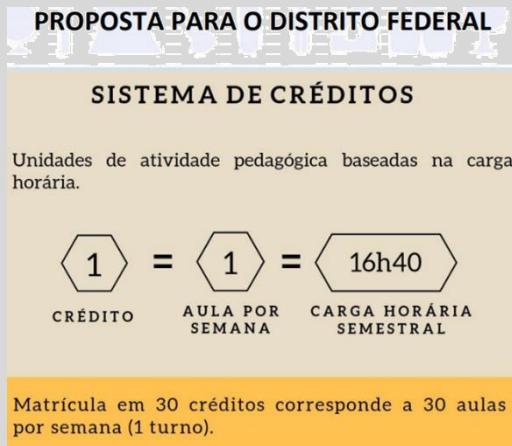 PROPOSTA PARA O DISTRITO FEDERAL
SISTEMA DE CRÉDITOS
Unidades de atividade pedagógica baseadas na carga
horária.
1 = 1 = 16h40
CRÉDITO
AULA POR
SEMANA
CARGA HORÁRIA
SEMESTRAL
Matrícula em 30 créditos corresponde a 30 aulas
por semana (1 turno).